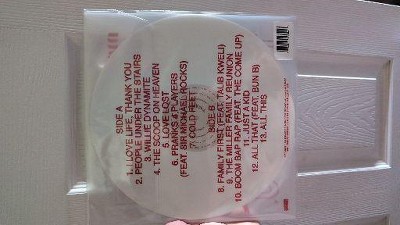 SIDE A
1. I LOVE LIFE, THANK YOU
2. PEOPLE UNDER THE STAIRS
3. WILLIE DYNAMITE
4. THE SCOOP ON HEAVEN
5. LOVE LOST
6. PRANKS 4 PLAYERS
(FEAT. SIR MICHAEL ROCKS)
7. COLD FEET
SIDE B
8. FAMILY FIRST (FEAT. TALIB KWELI)
9. THE MILLER FAMILY REUNION
10. BOOM BAP RAP (FEAT. THE COME UP)
11. JUST A KID
12. ALL THAT (FEAT. BUN B)
13. ALL THIS